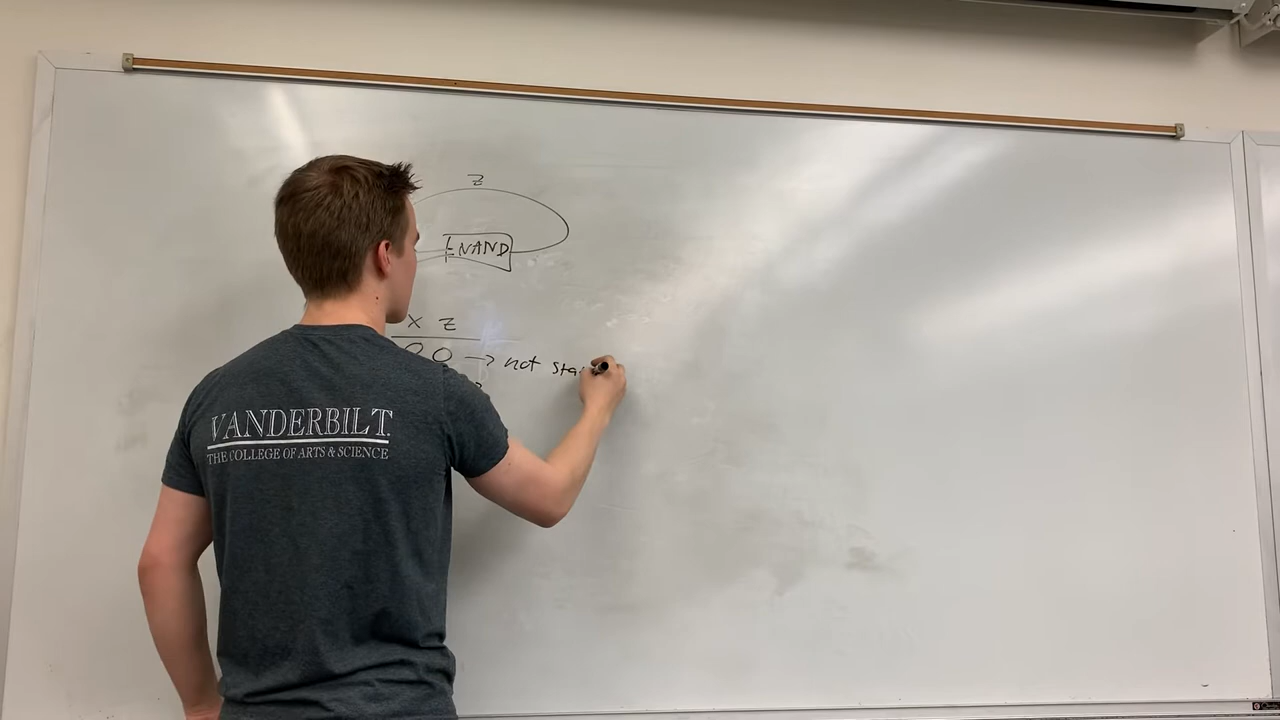 Z
NAND
X Z
0 0 → not sta
VANDERBILT
THE COLLEGE OF ARTS & SCIENCE